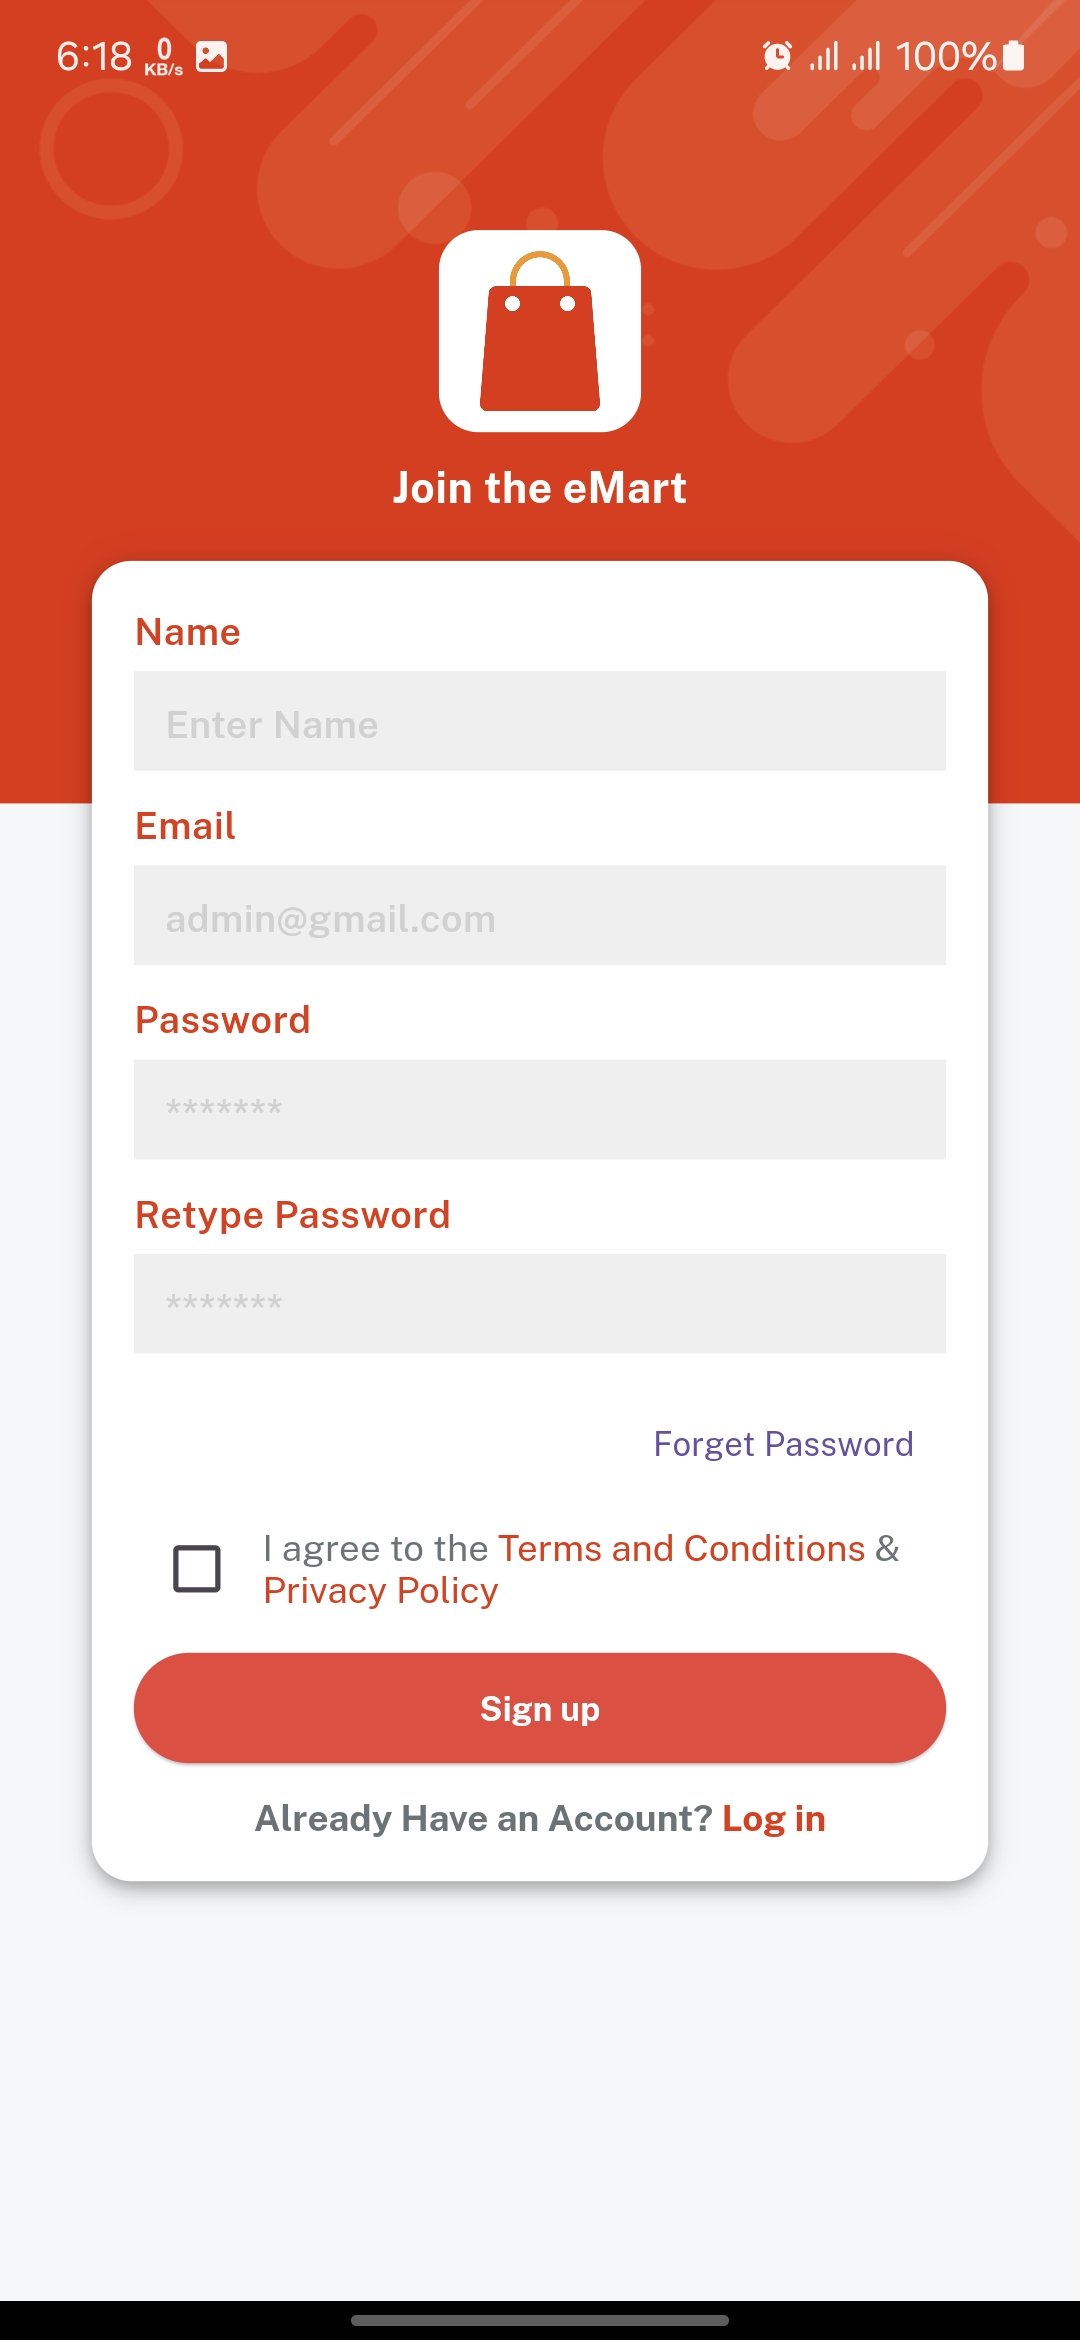 6:18 0 KB/s 100%
Join the eMart
Name
Enter Name
Email
admin@gmail.com
Password
*******
Retype Password
*******
Forget Password
I agree to the Terms and Conditions &
Privacy Policy
Sign up
Already Have an Account? Log in